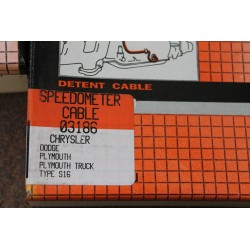 DETENT CABLE
SPEEDOMETER
CABLE
03186
CHRYSLER
DODGE
PLYMOUTH
PLYMOUTH TRUCK
TYPE S16